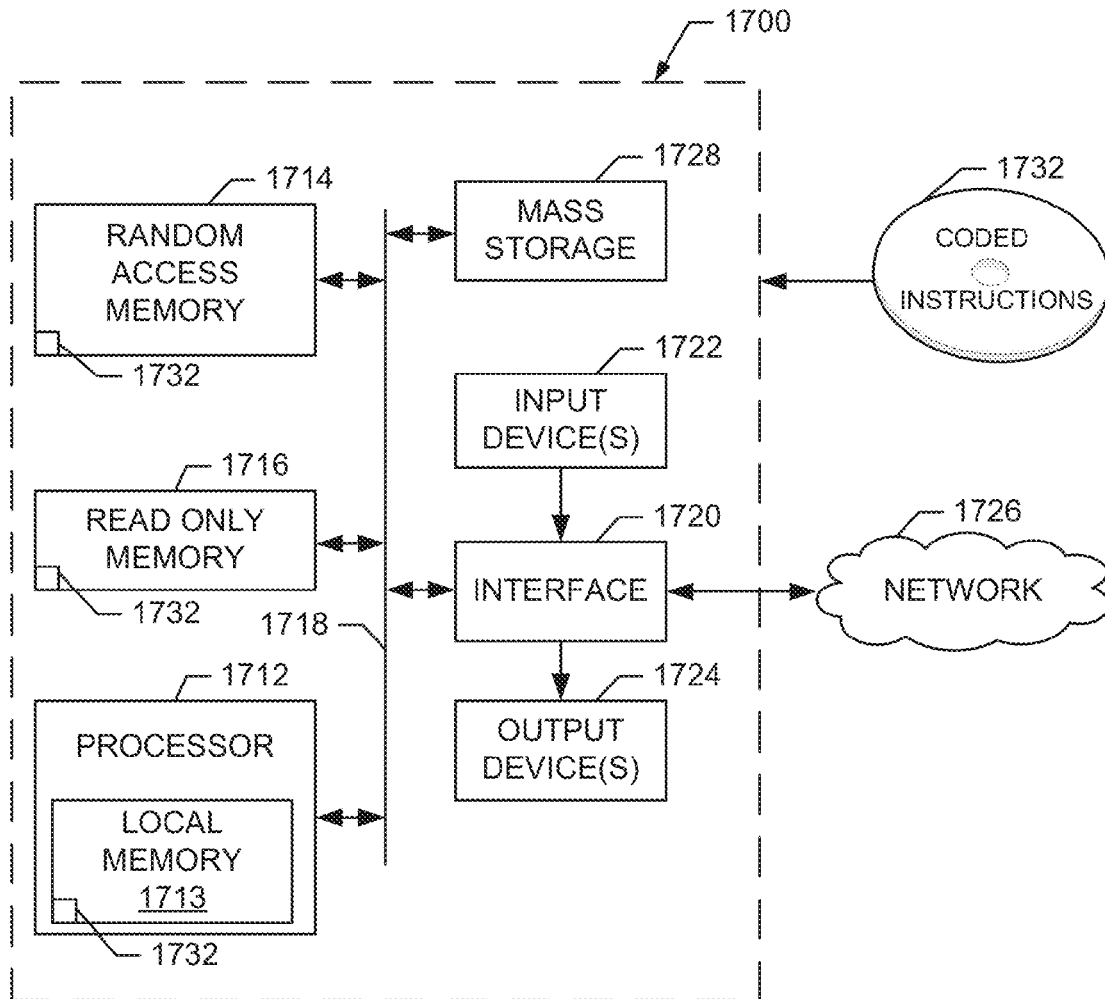 1700
1714
RANDOM
ACCESS
MEMORY
1732
1728
MASS
STORAGE
1732
CODED
INSTRUCTIONS
1722
INPUT
DEVICE(S)
1716
READ ONLY
MEMORY
1732
1720
INTERFACE
1726
NETWORK
1718
1712
PROCESSOR
LOCAL
MEMORY
1713
1732
1724
OUTPUT
DEVICE(S)